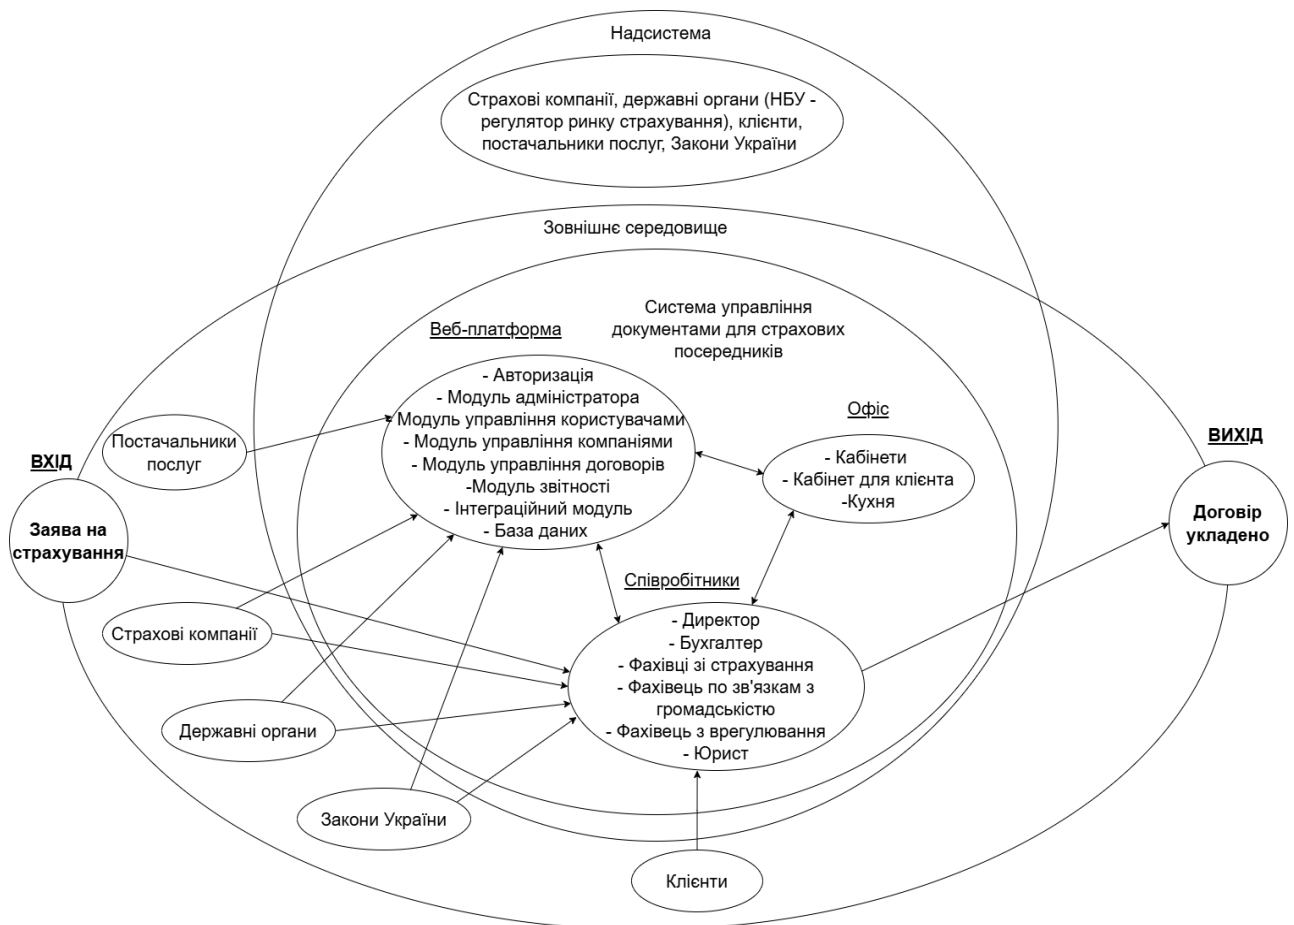 Надсистема
Страхові компанії, державні органи (НБУ -
регулятор ринку страхування), клієнти,
постачальники послуг, Закони України
Зовнішнє середовище
Система управління
документами для страхових
посередників
Веб-платформа
- Авторизація
- Модуль адміністратора
Модуль управління користувачами
- Модуль управління компаніями
- Модуль управління договорів
-Модуль звітності
- Інтеграційний модуль
- База даних
Офіс
- Кабінети
- Кабінет для клієнта
-Кухня
Постачальники
послуг
ВХІД
Заява на
страхування
ВИХІД
Договір
укладено
Співробітники
- Директор
- Бухгалтер
- Фахівці зі страхування
- Фахівець по зв'язкам з
громадськістю
- Фахівець з врегулювання
- Юрист
Страхові компанії
Державні органи
Закони України
Клієнти